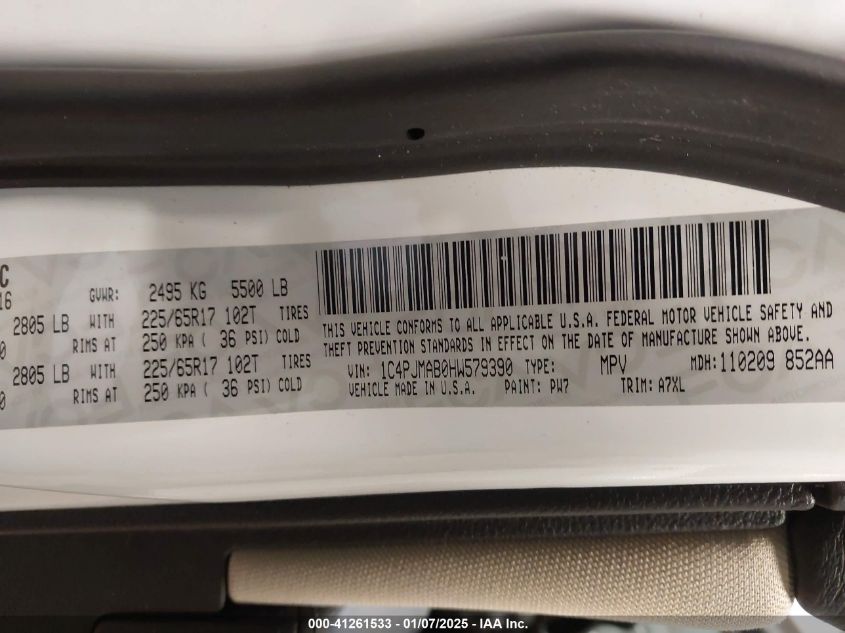 C
16
GVWR: 2495 KG 5500 LB
2805 LB WITH 225/65R17 102T TIRES
0 RIMS AT 250 KPA ( 36 PSI) COLD
2805 LB WITH 225/65R17 102T TIRES
0 RIMS AT 250 KPA ( 36 PSI) COLD
THIS VEHICLE CONFORMS TO ALL APPLICABLE U.S.A. FEDERAL MOTOR VEHICLE SAFETY AND
THEFT PREVENTION STANDARDS IN EFFECT ON THE DATE OF MANUFACTURE SHOWN ABOVE.
VIN: 1C4PJMAB0HW579390 TYPE: MPV MDH: 110209 852AA
VEHICLE MADE IN U.S.A. PAINT: PW7 TRIM: A7XL
000-41261533 - 01/07/2025 - IAA Inc.